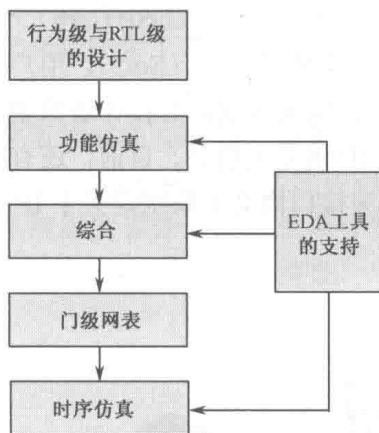 行为级与RTL级
的设计
功能仿真
综合
EDA工具
的支持
门级网表
时序仿真